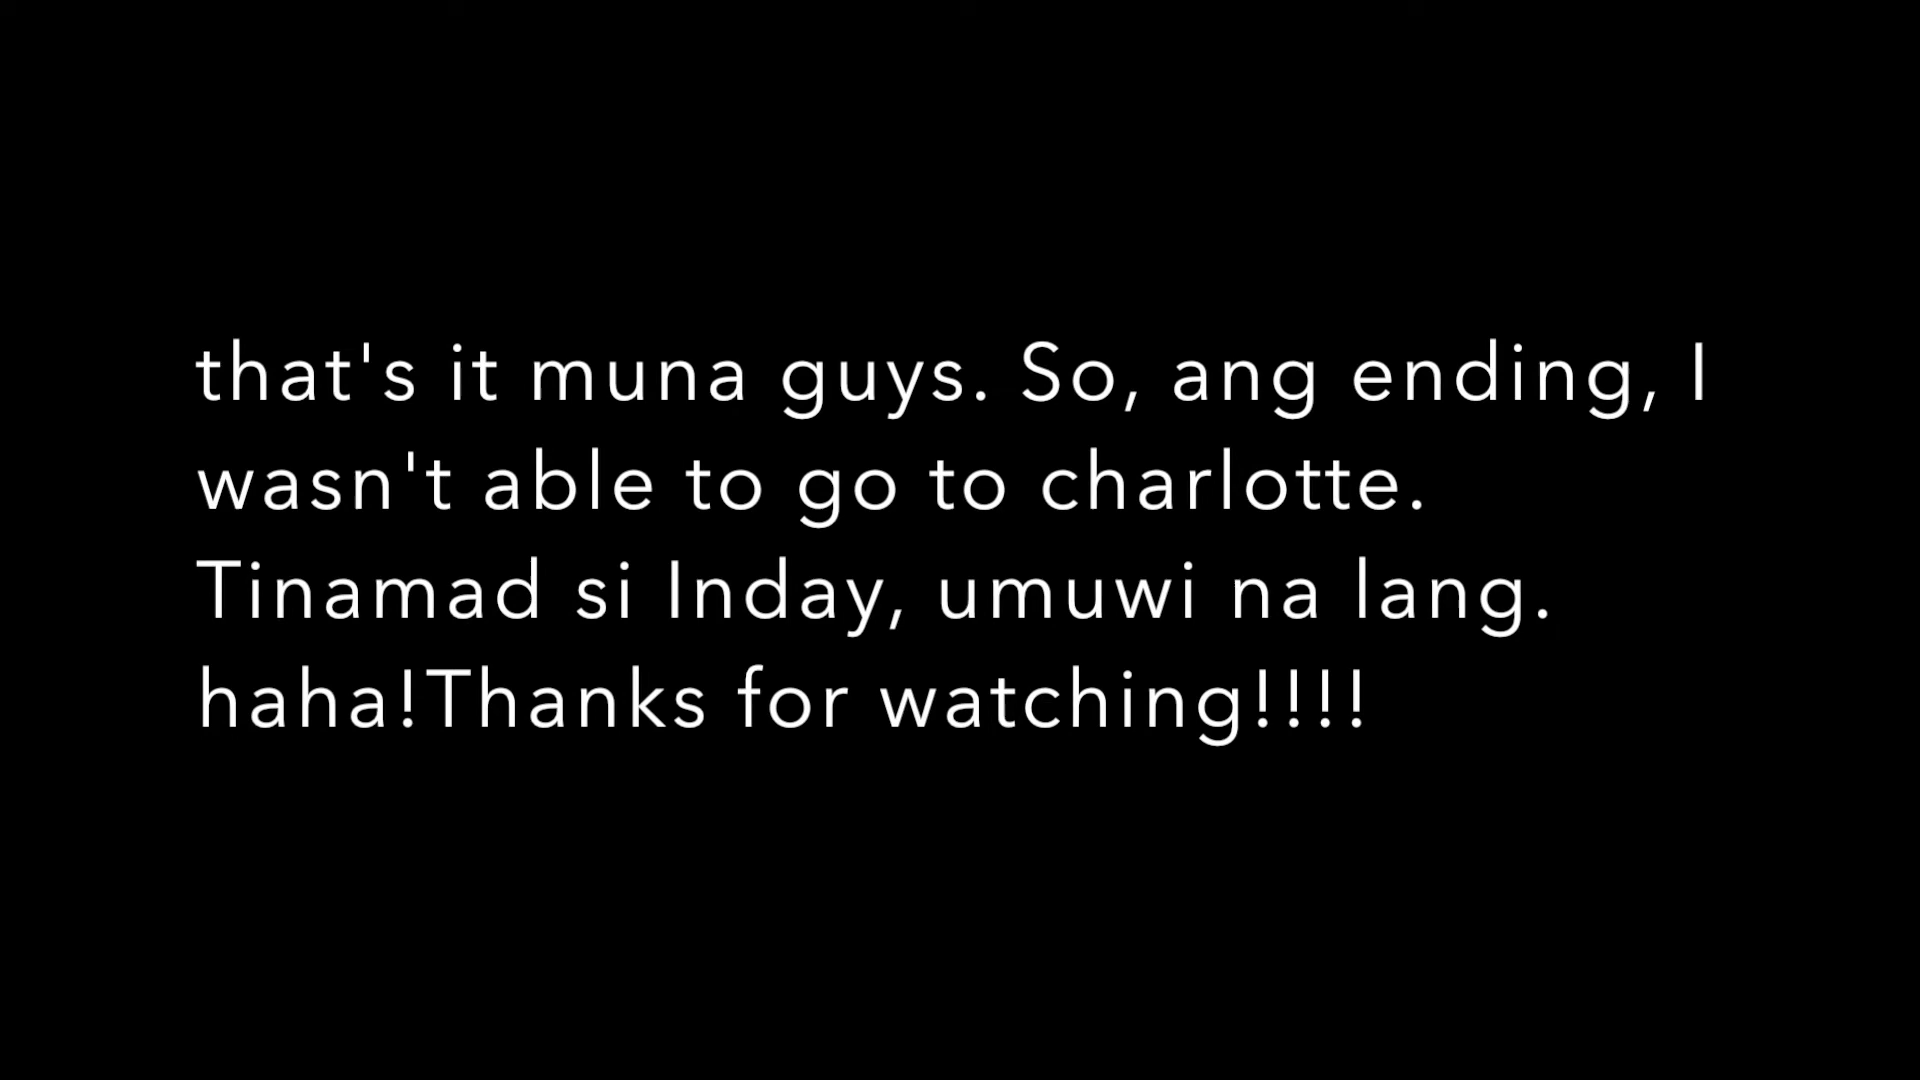 that's it muna guys. So, ang ending, I
wasn't able to go to charlotte.
Tinamad si Inday, umuwi na lang.
haha!Thanks for watching!!!!